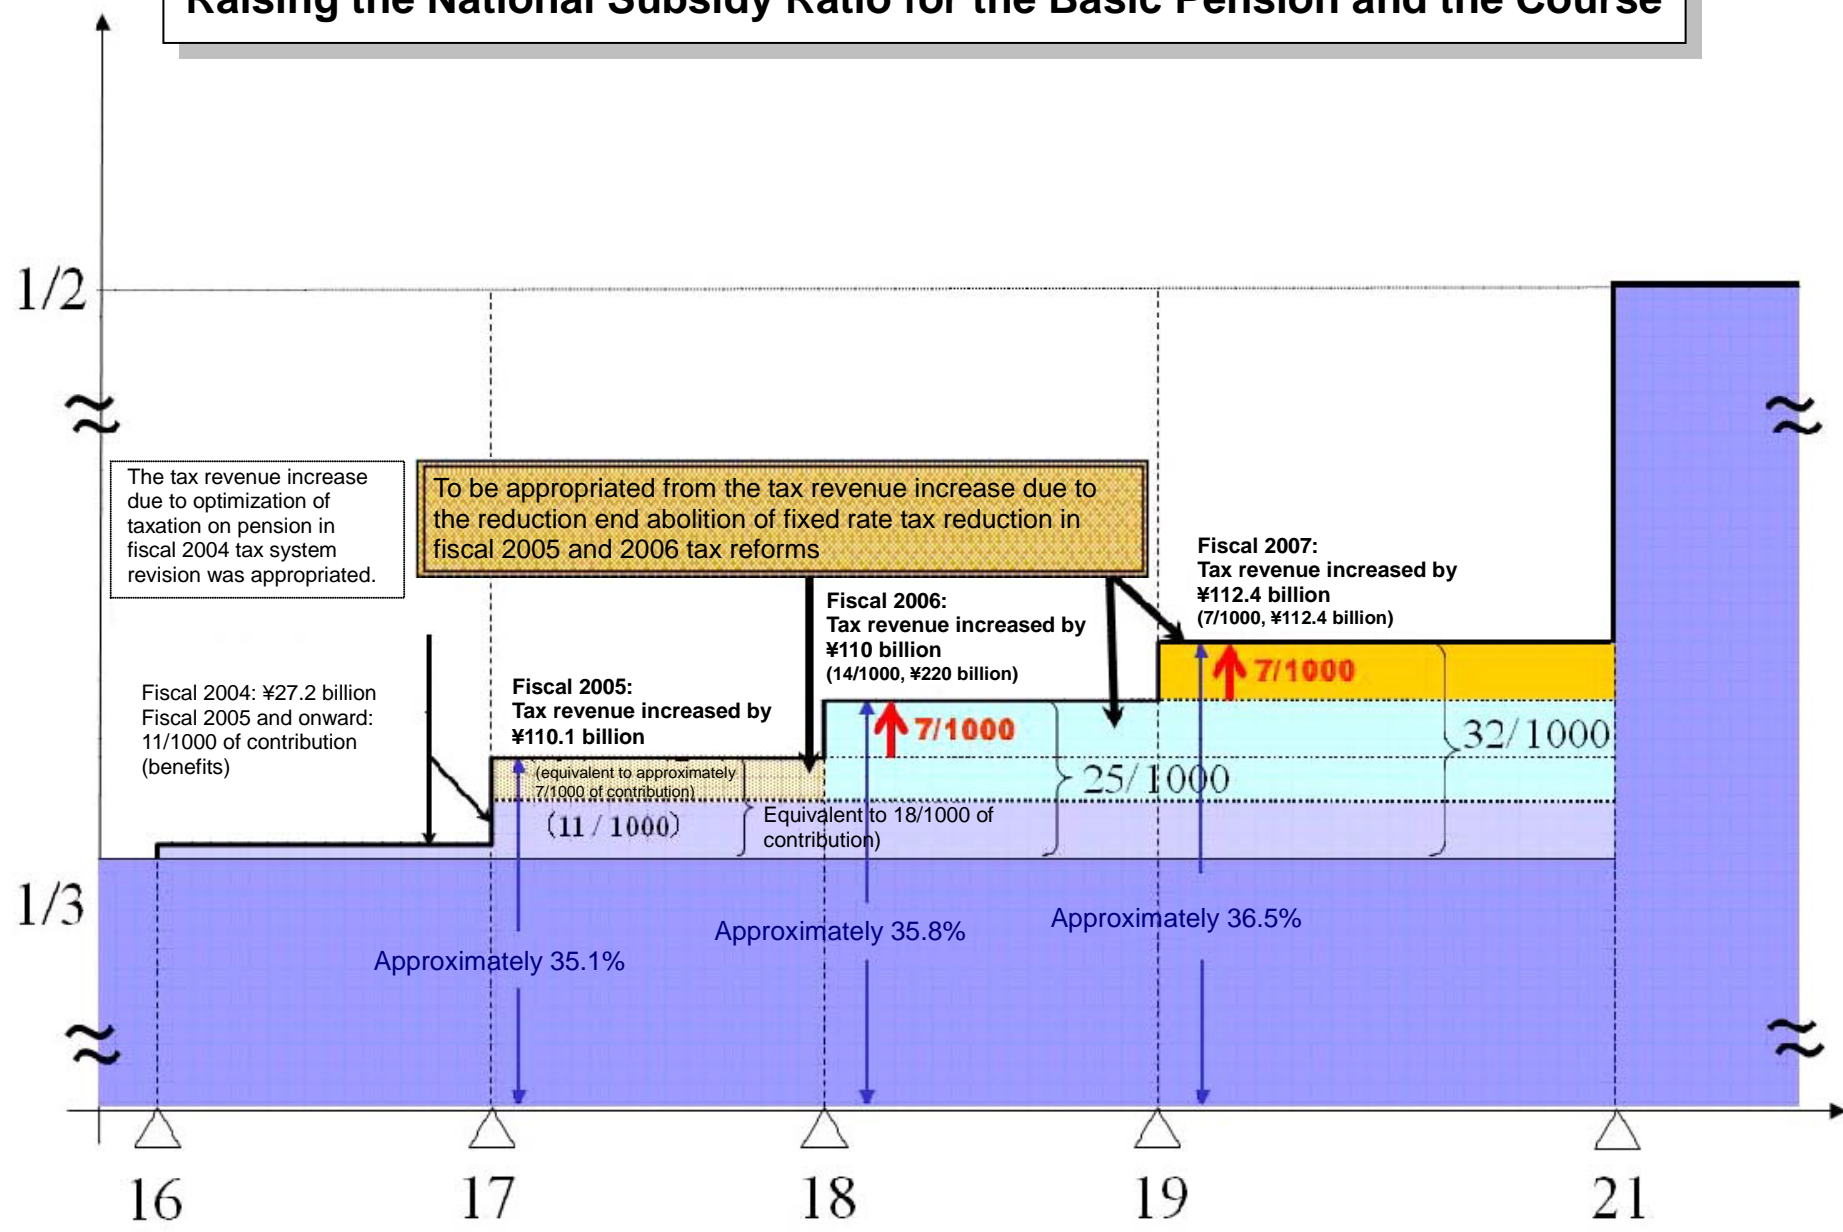 Raising the National Subsidy Ratio for the Basic Pension and the Course
1/2
The tax revenue increase
due to optimization of
taxation on pension in
fiscal 2004 tax system
revision was appropriated.
To be appropriated from the tax revenue increase due to
the reduction end abolition of fixed rate tax reduction in
fiscal 2005 and 2006 tax reforms
Fiscal 2007:
Tax revenue increased by
¥112.4 billion
(7/1000, ¥112.4 billion)
Fiscal 2006:
Tax revenue increased by
¥110 billion
(14/1000, ¥220 billion)
Fiscal 2004: ¥27.2 billion
Fiscal 2005 and onward:
11/1000 of contribution
(benefits)
Fiscal 2005:
Tax revenue increased by
¥110.1 billion
7/1000
7/1000
32/1000
(equivalent to approximately
7/1000 of contribution)
25/1000
(11 / 1000)
Equivalent to 18/1000 of
contribution)
1/3
Approximately 35.1%
Approximately 35.8%
Approximately 36.5%
16
17
18
19
21